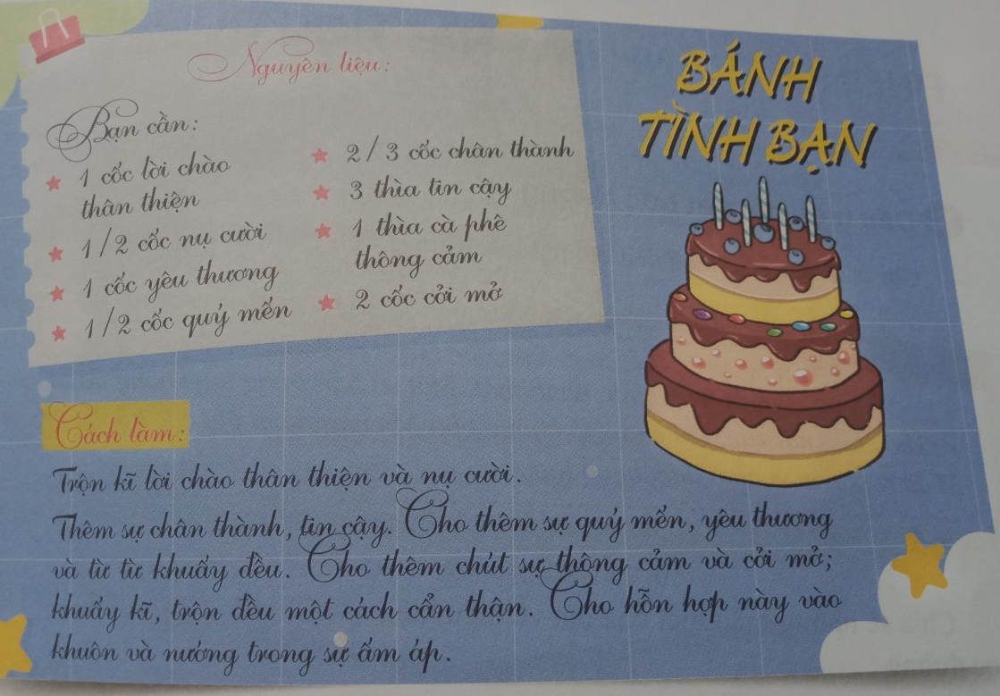 Nguyên liệu:
Bạn cần:
1 cốc lời chào
thân thiện
1/2 cốc nụ cười
1 cốc yêu thương
1/2 cốc quý mến
2/3 cốc chân thành
3 thìa tin cậy
1 thìa cà phê
thông cảm
2 cốc cởi mở
BÁNH
TÌNH BẠN
Cách làm:
Trộn kĩ lời chào thân thiện và nụ cười.
Thêm sự chân thành, tin cậy. Cho thêm sự quý mến, yêu thương
và từ từ khuấy đều. Cho thêm chút sự thông cảm và cởi mở;
khuấy kĩ, trộn đều một cách cẩn thận. Cho hỗn hợp này vào
khuôn và nướng trong sự ấm áp.